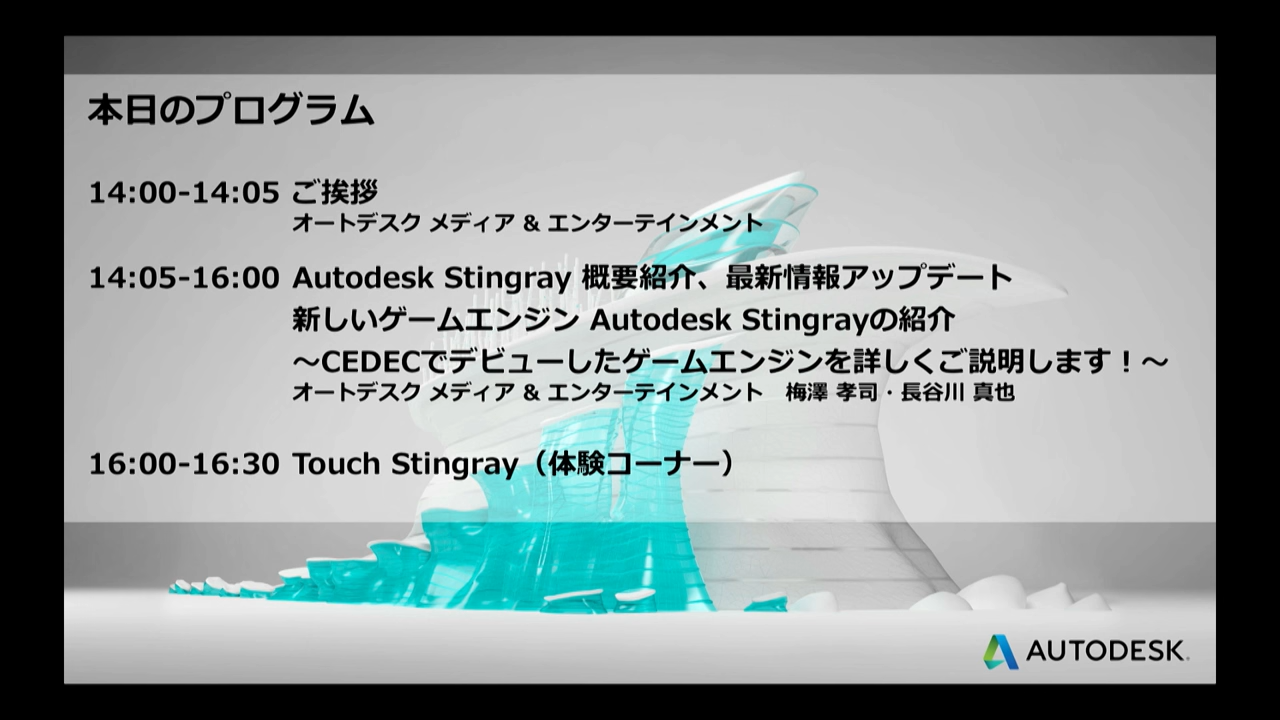 本日のプログラム
14:00-14:05 ご挨拶
オートデスク メディア & エンターテインメント
14:05-16:00 Autodesk Stingray 概要紹介、最新情報アップデート
新しいゲームエンジン Autodesk Stingrayの紹介
～CEDECでデビューしたゲームエンジンを詳しくご説明します！～
オートデスク メディア & エンターテインメント　梅澤 孝司・長谷川 真也
16:00-16:30 Touch Stingray（体験コーナー）
AUTODESK.